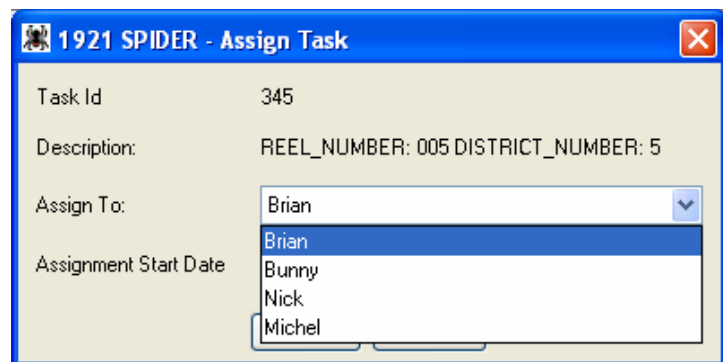 1921 SPIDER - Assign Task
Task Id 345
Description: REEL_NUMBER: 005 DISTRICT_NUMBER: 5
Assign To: Brian
Brian
Assignment Start Date
Bunny
Nick
Michel